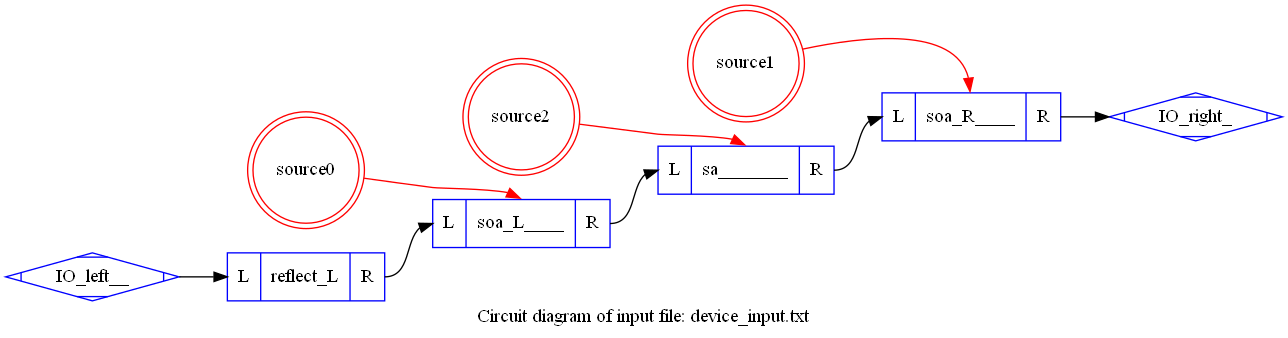 source1
source2
L soa_R____ R
IO_right_
source0
L sa_______ R
L soa_L____ R
IO_left__
L reflect_L R
Circuit diagram of input file: device_input.txt